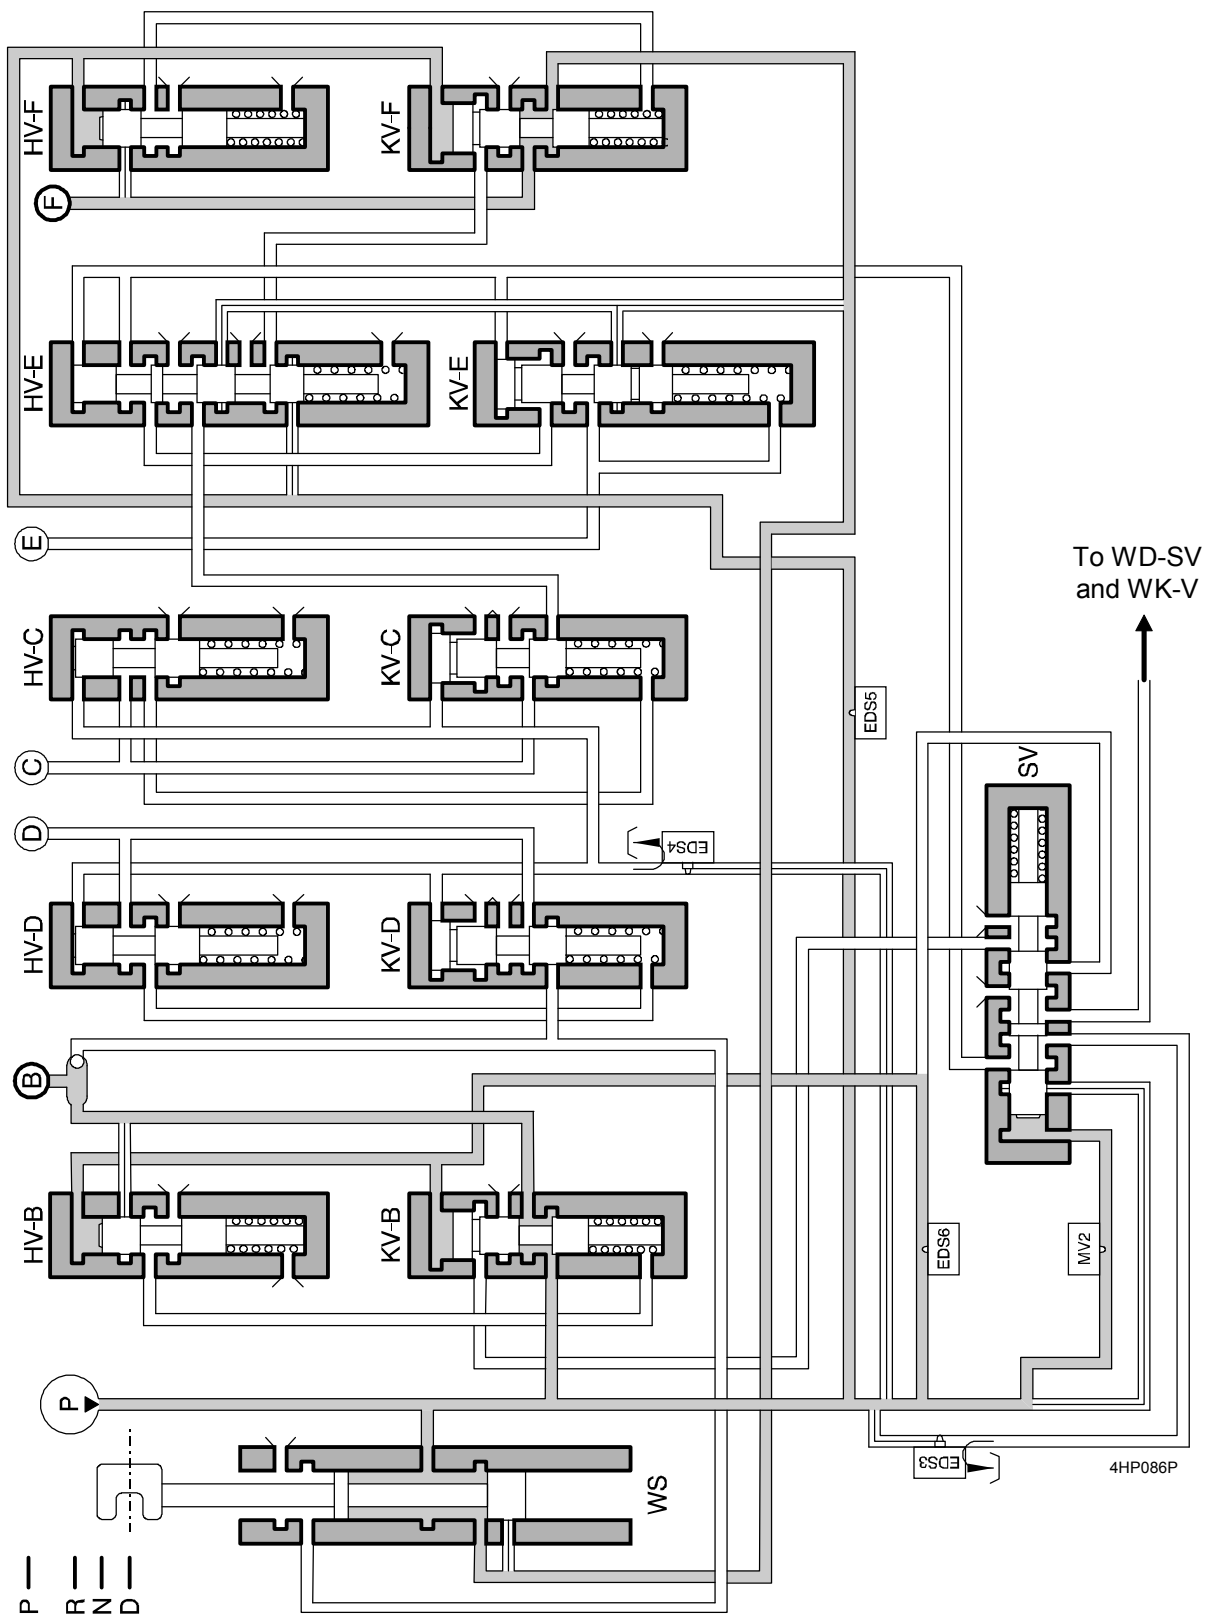 HV-F
KV-F
F
HV-E
KV-E
E
To WD-SV
and WK-V
HV-C
KV-C
C
EDS5
SV
D
EDS4
HV-D
KV-D
B
HV-B
KV-B
EDS6
MV2
P
EDS3
4HP086P
WS
P
R
N
D